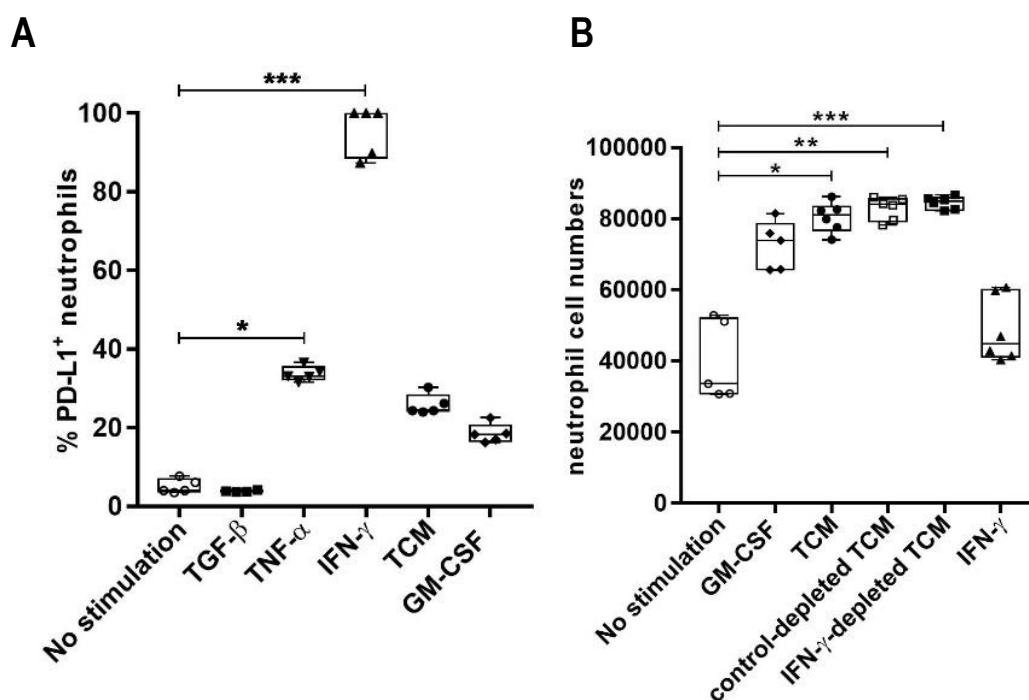 A
***
*
% PD-L1⁺ neutrophils
100
80
60
40
20
0
No stimulation
TGF-β
TNF-α
IFN-γ
TCM
GM-CSF
B
***
**
*
neutrophil cell numbers
100000
80000
60000
40000
20000
0
No stimulation
GM-CSF
TCM
control-depleted TCM
IFN-γ-depleted TCM
IFN-γ